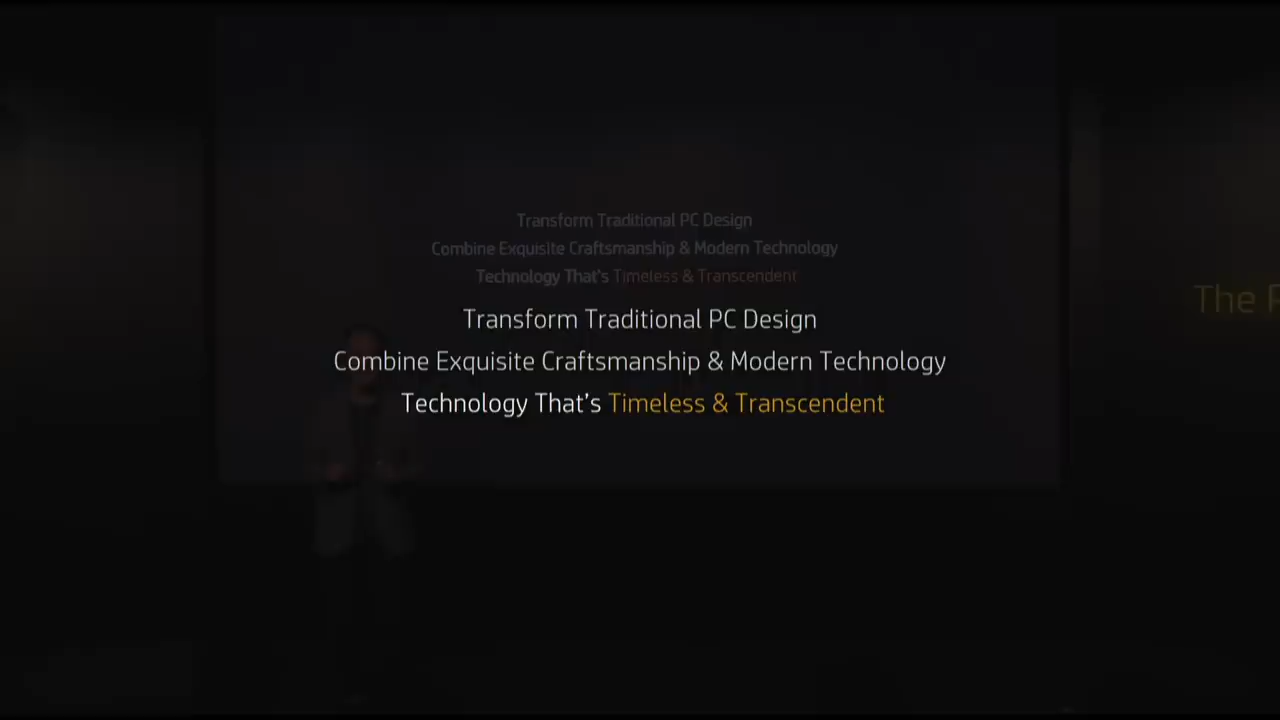 Transform Traditional PC Design
Combine Exquisite Craftsmanship & Modern Technology
Technology That's Timeless & Transcendent
Transform Traditional PC Design
Combine Exquisite Craftsmanship & Modern Technology
Technology That's Timeless & Transcendent
The